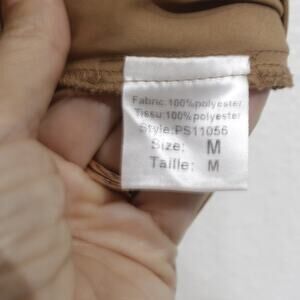 Fabric:100%polyester
Tissu:100%polyester
Style:PS11056
Size: M
Taille: M